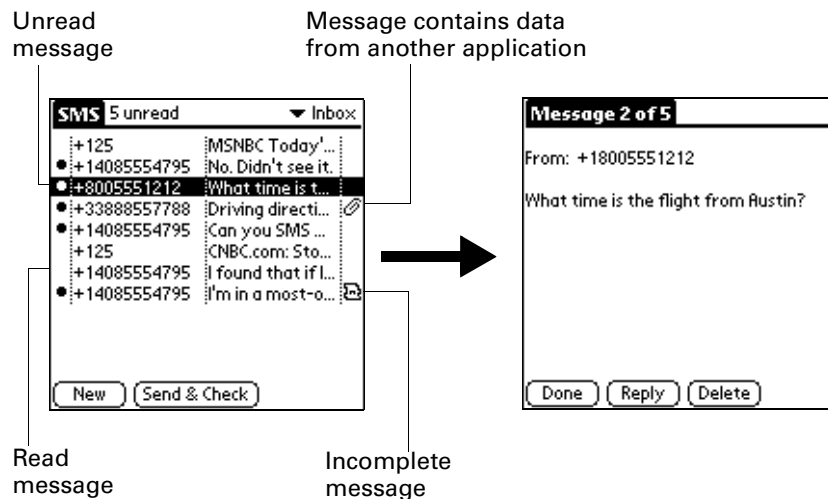 Unread
message
Message contains data
from another application
SMS 5 unread Inbox
+125 MSNBC Today'...
+14085554795 No. Didn't see it.
+8005551212 What time is t...
+33888557788 Driving directi...
+14085554795 Can you SMS ...
+125 CNBC.com: Sto...
+14085554795 I found that if I...
+14085554795 I'm in a most-o...
New Send & Check
Message 2 of 5
From: +18005551212
What time is the flight from Austin?
Done Reply Delete
Read
message
Incomplete
message